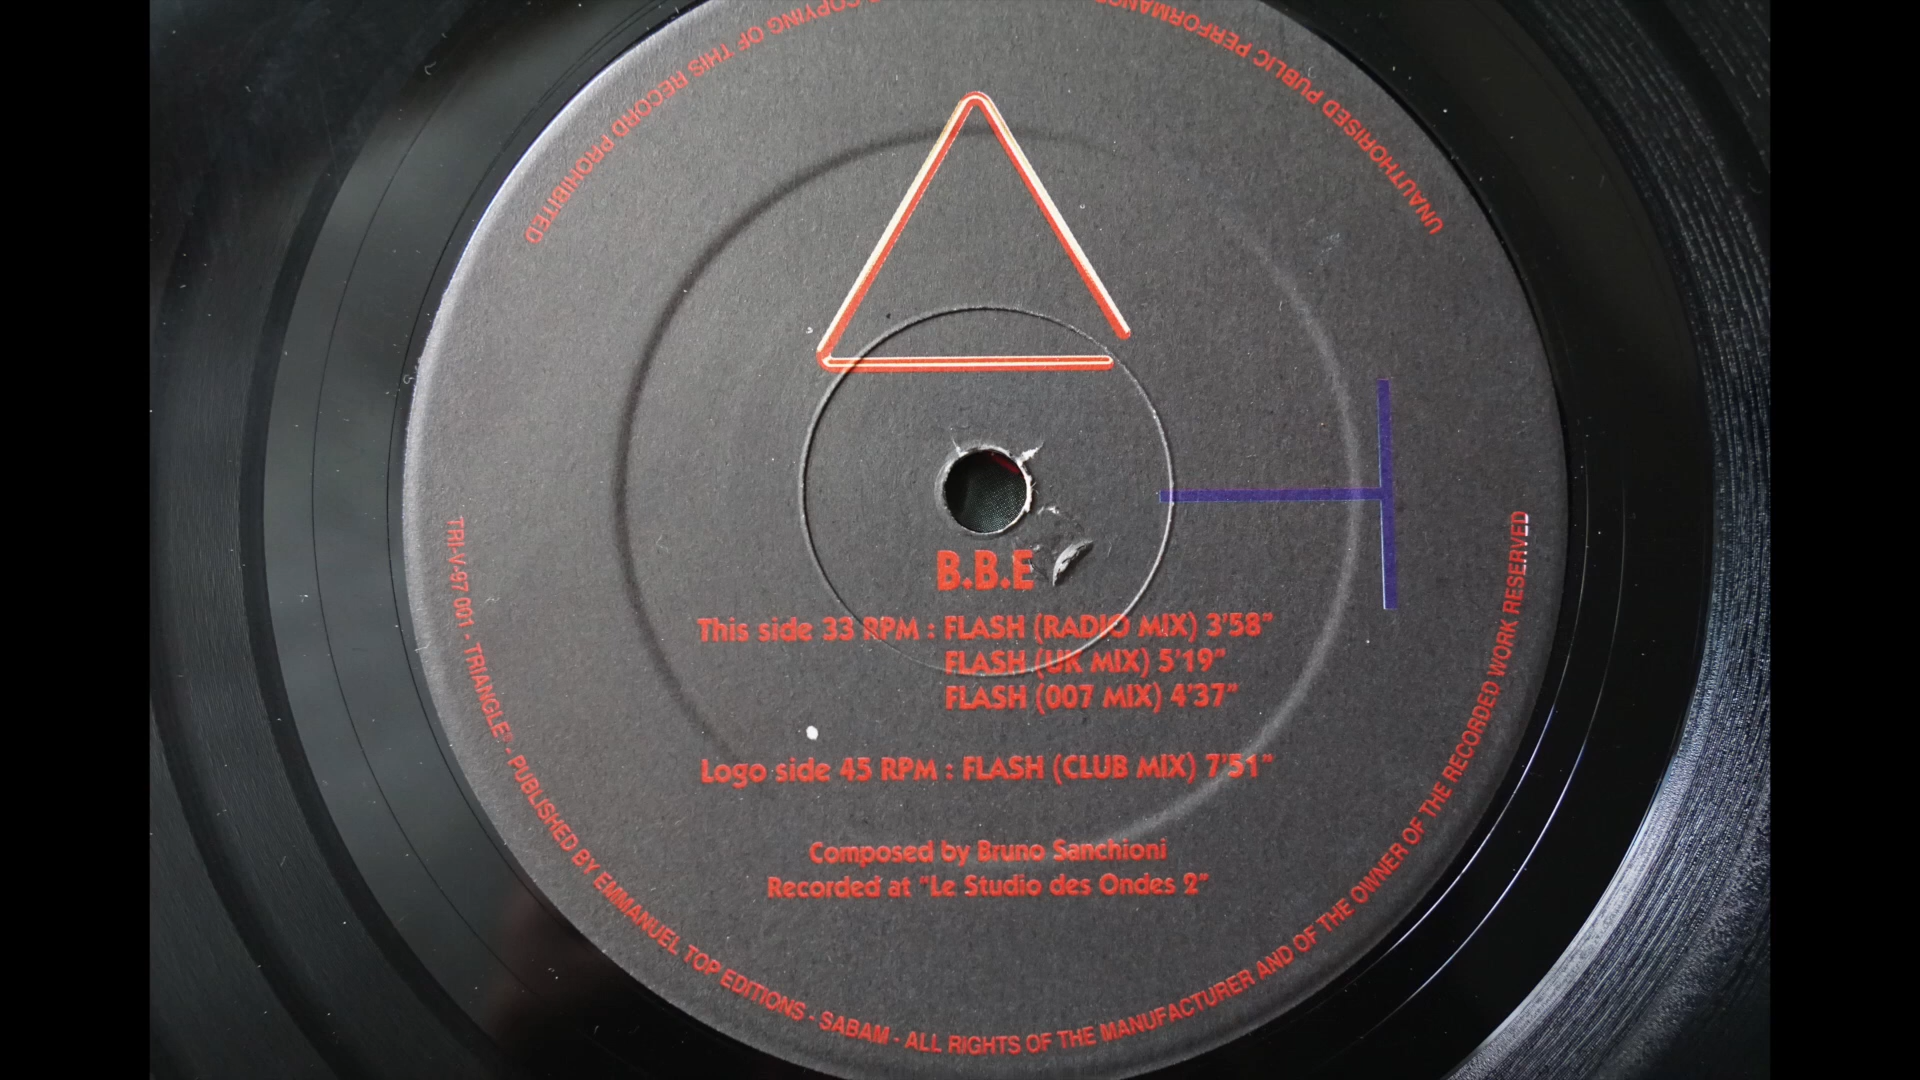 COPYING OF THIS RECORD PROHIBITED
UNAUTHORISED PUBLIC PERFORMANCE
B.B.E
This side 33 RPM : FLASH (RADIO MIX) 3'58"
FLASH (UK MIX) 5'19"
FLASH (007 MIX) 4'37"
Logo side 45 RPM : FLASH (CLUB MIX) 7'51"
Composed by Bruno Sanchioni
Recorded at "Le Studio des Ondes 2"
TRI-V-97 001 - TRIANGLE® - PUBLISHED BY EMMANUEL TOP EDITIONS - SABAM - ALL RIGHTS OF THE MANUFACTURER AND OF THE OWNER OF THE RECORDED WORK RESERVED